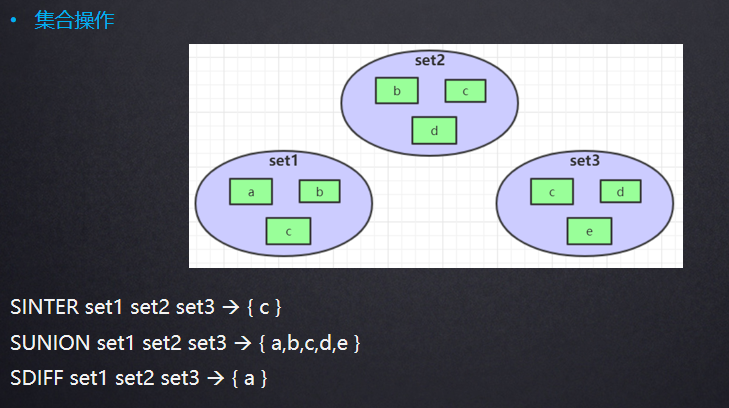 • 集合操作
set2
b c
d
set1
a b
c
set3
c d
e
SINTER set1 set2 set3 → { c }
SUNION set1 set2 set3 → { a,b,c,d,e }
SDIFF set1 set2 set3 → { a }